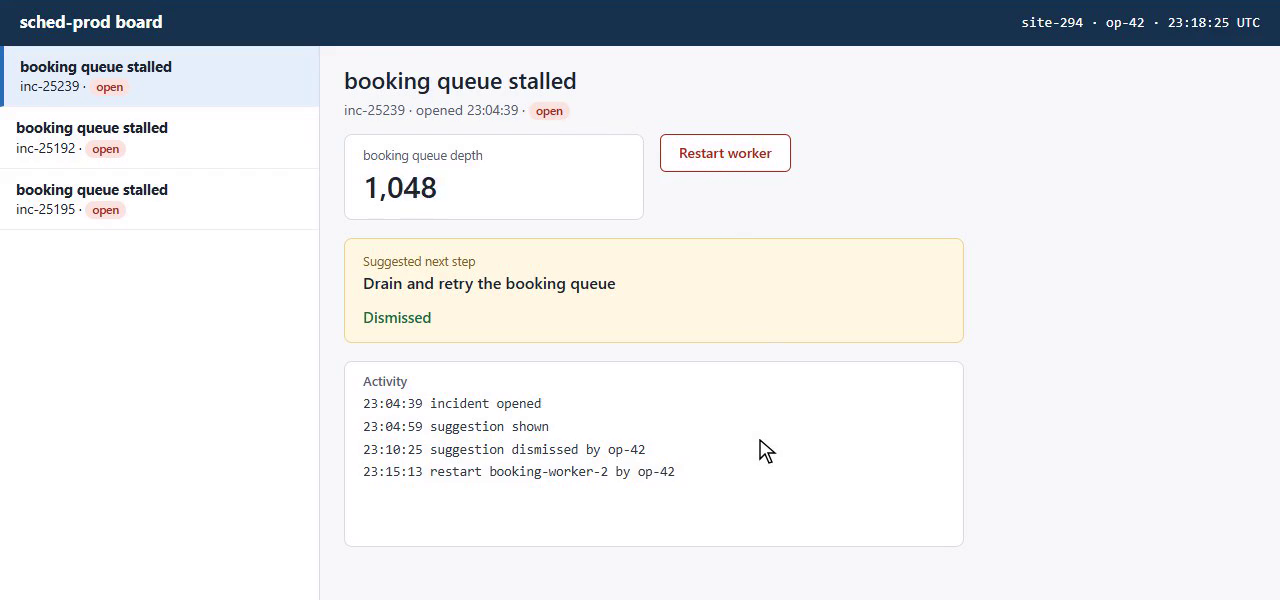 sched-prod board
site-294 · op-42 · 23:18:25 UTC
booking queue stalled
inc-25239 · open
booking queue stalled
inc-25192 · open
booking queue stalled
inc-25195 · open
booking queue stalled
inc-25239 · opened 23:04:39 · open
booking queue depth
1,048
Restart worker
Suggested next step
Drain and retry the booking queue
Dismissed
Activity
23:04:39 incident opened
23:04:59 suggestion shown
23:10:25 suggestion dismissed by op-42
23:15:13 restart booking-worker-2 by op-42